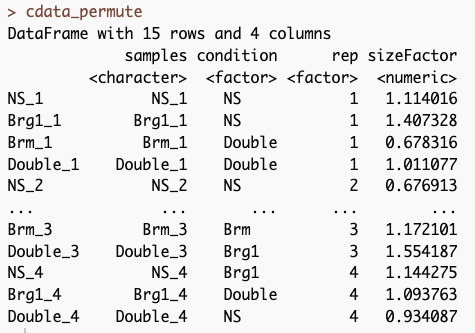 > cdata_permute
DataFrame with 15 rows and 4 columns
samples condition rep sizeFactor
<character> <factor> <factor> <numeric>
NS_1 NS_1 NS 1 1.114016
Brg1_1 Brg1_1 NS 1 1.407328
Brm_1 Brm_1 Double 1 0.678316
Double_1 Double_1 Double 1 1.011077
NS_2 NS_2 NS 2 0.676913
... ... ... ... ...
Brm_3 Brm_3 Brm 3 1.172101
Double_3 Double_3 Brg1 3 1.554187
NS_4 NS_4 Brg1 4 1.144275
Brg1_4 Brg1_4 Double 4 1.093763
Double_4 Double_4 NS 4 0.934087